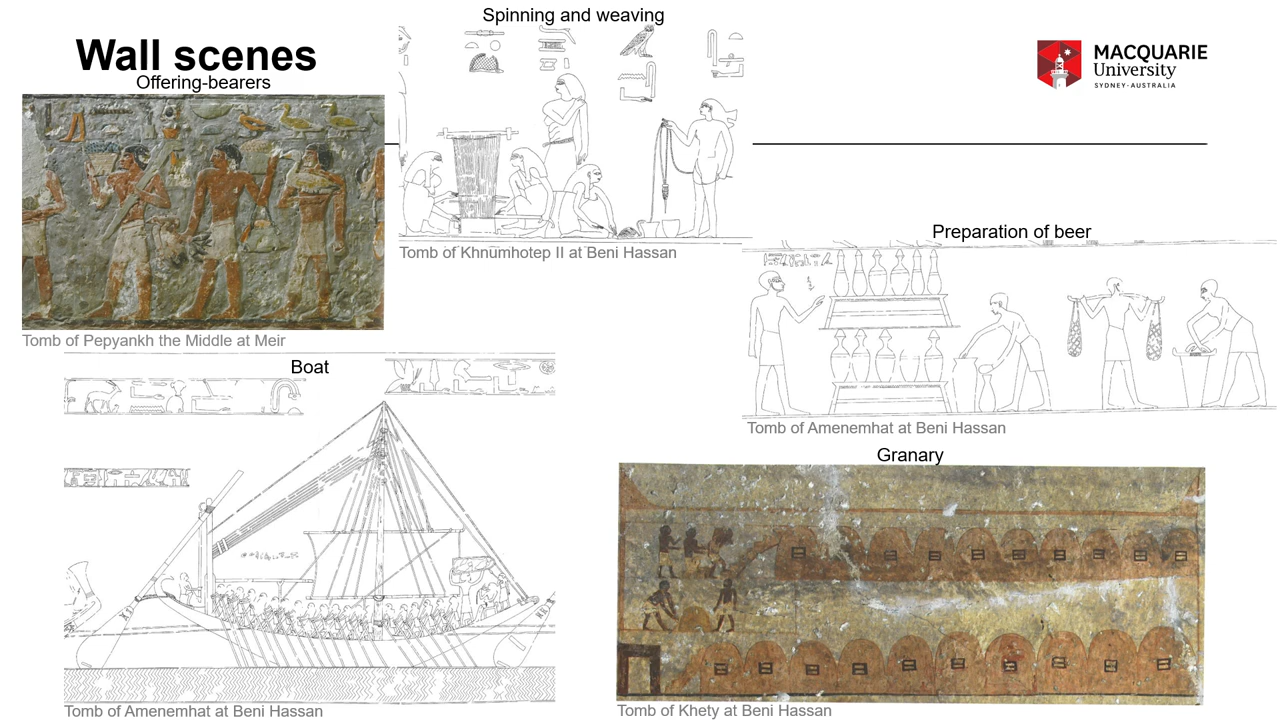 Wall scenes
Offering-bearers
Tomb of Pepyankh the Middle at Meir
Spinning and weaving
Tomb of Khnumhotep II at Beni Hassan
MACQUARIE
University
SYDNEY·AUSTRALIA
Preparation of beer
Tomb of Amenemhat at Beni Hassan
Boat
Tomb of Amenemhat at Beni Hassan
Granary
Tomb of Khety at Beni Hassan